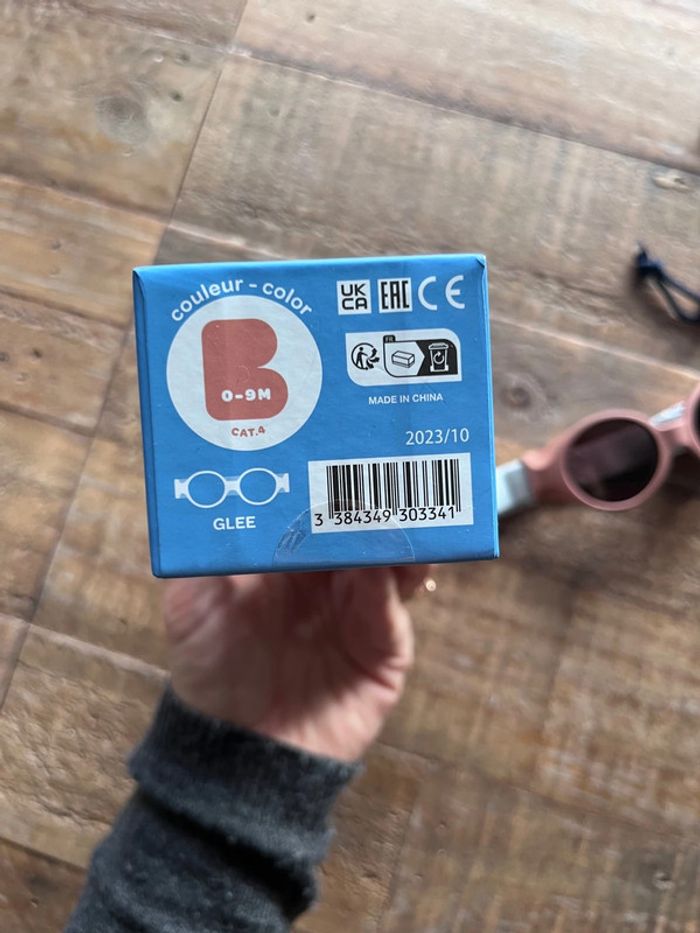 couleur - color
B
0-9M
CAT.4
GLEE
UK
CA
EAC
CE
FR
MADE IN CHINA
2023/10
3 384349 303341